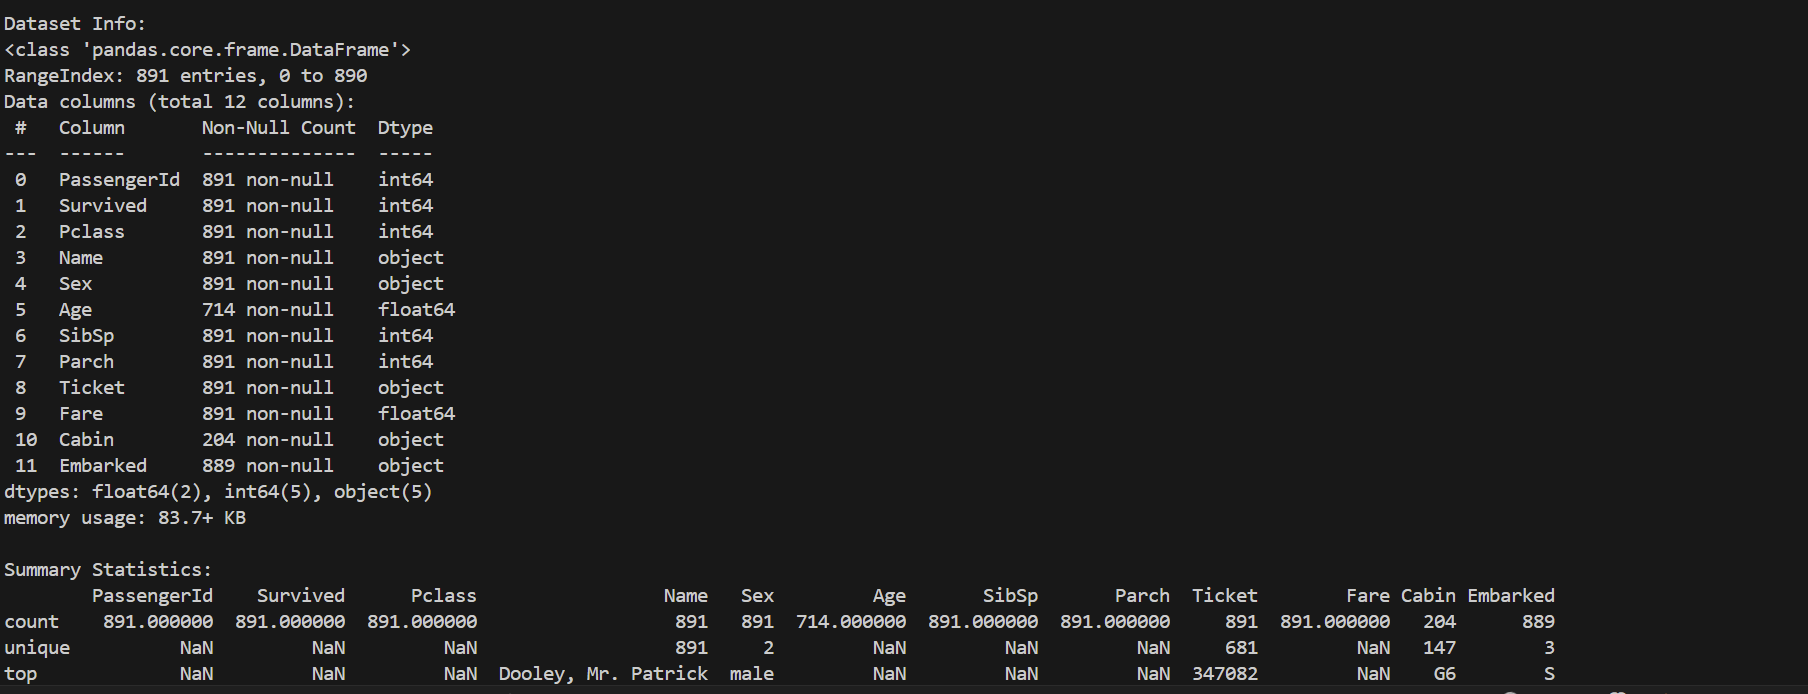 Dataset Info:
<class 'pandas.core.frame.DataFrame'>
RangeIndex: 891 entries, 0 to 890
Data columns (total 12 columns):
 #   Column       Non-Null Count  Dtype
---  ------       --------------  -----
 0   PassengerId  891 non-null    int64
 1   Survived     891 non-null    int64
 2   Pclass       891 non-null    int64
 3   Name         891 non-null    object
 4   Sex          891 non-null    object
 5   Age          714 non-null    float64
 6   SibSp        891 non-null    int64
 7   Parch        891 non-null    int64
 8   Ticket       891 non-null    object
 9   Fare         891 non-null    float64
 10  Cabin        204 non-null    object
 11  Embarked     889 non-null    object
dtypes: float64(2), int64(5), object(5)
memory usage: 83.7+ KB
Summary Statistics:
        PassengerId    Survived      Pclass                 Name   Sex         Age       SibSp       Parch  Ticket        Fare Cabin Embarked
count    891.000000  891.000000  891.000000                  891   891  714.000000  891.000000  891.000000     891  891.000000   204      889
unique          NaN         NaN         NaN                  891     2         NaN         NaN         NaN     681         NaN   147        3
top             NaN         NaN         NaN  Dooley, Mr. Patrick  male         NaN         NaN         NaN  347082         NaN    G6        S